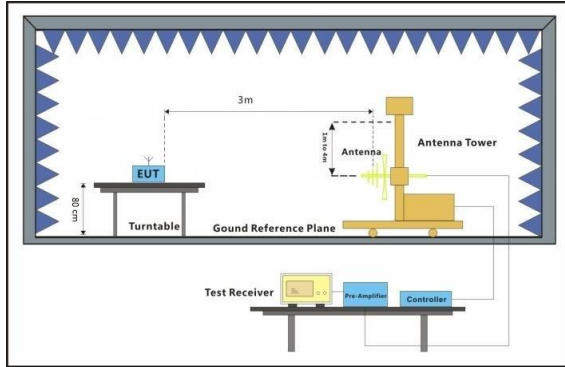 3m
1m to 4m
Antenna
Antenna Tower
EUT
80 cm
Turntable
Gound Reference Plane
Test Receiver
Pre-Amplifier
Controller